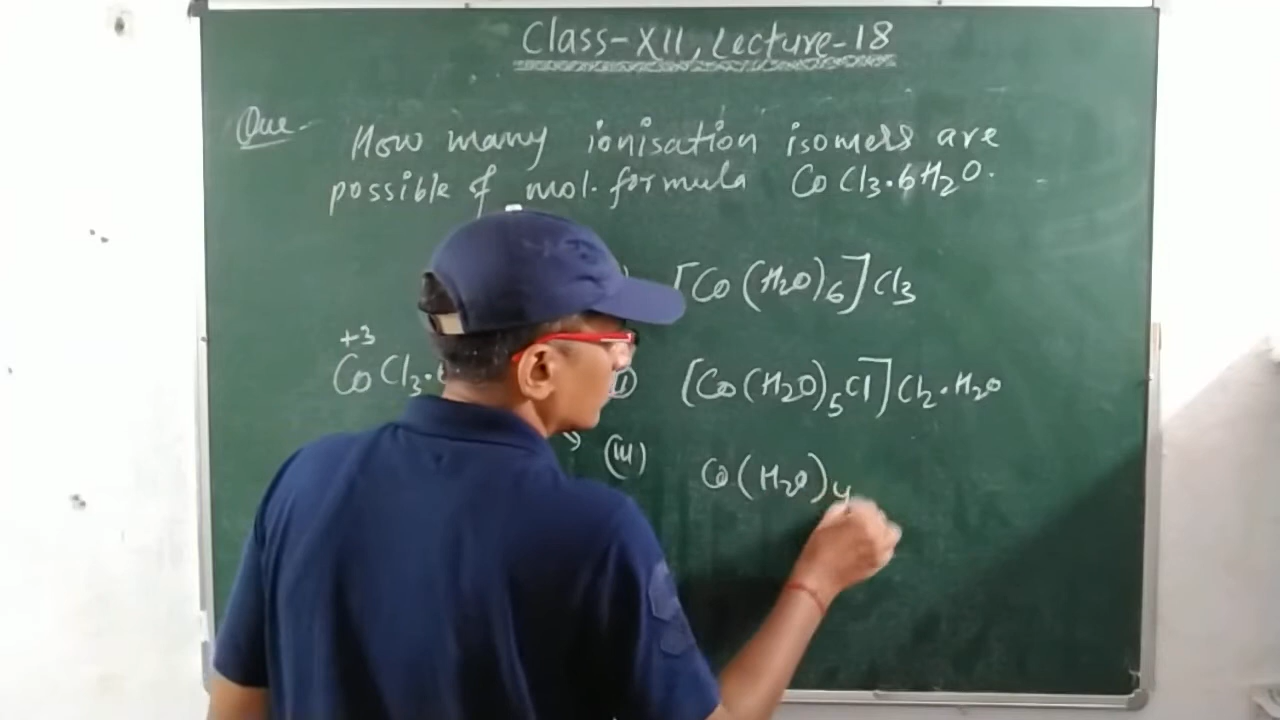 Class-XII, Lecture-18
Que- How many ionisation isomers are
possible of mol. formula CoCl3.6H2O.
[Co(H2O)6]Cl3
+3
CoCl3.
[Co(H2O)5Cl]Cl2.H2O
(III) Co(H2O)4